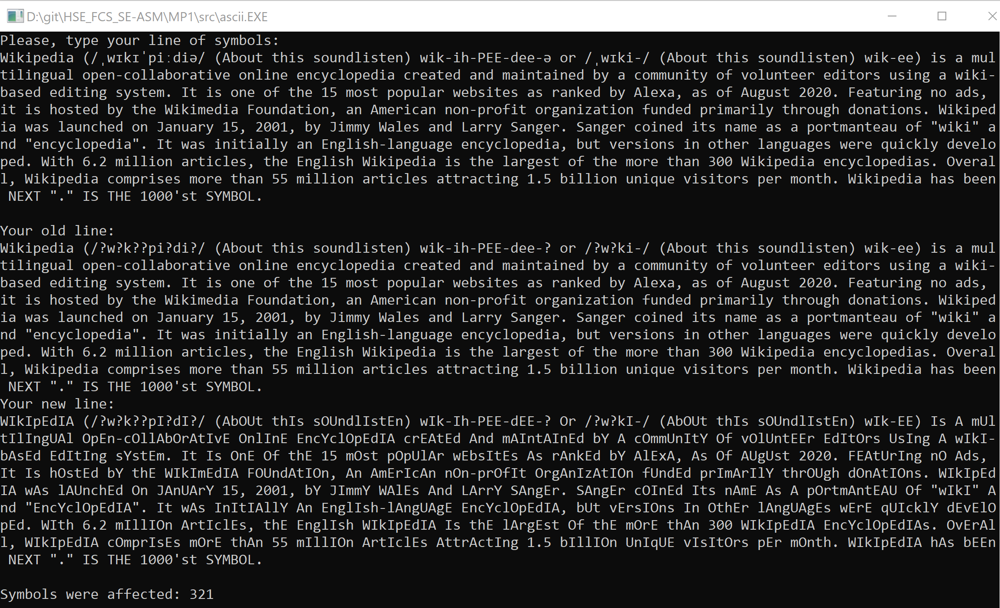 D:\git\HSE_FCS_SE-ASM\MP1\src\ascii.EXE
Please, type your line of symbols:
Wikipedia (/ˌwɪkɪˈpiːdiə/ (About this soundlisten) wik-ih-PEE-dee-ə or /ˌwɪki-/ (About this soundlisten) wik-ee) is a mul
tilingual open-collaborative online encyclopedia created and maintained by a community of volunteer editors using a wiki-
based editing system. It is one of the 15 most popular websites as ranked by Alexa, as of August 2020. Featuring no ads,
it is hosted by the Wikimedia Foundation, an American non-profit organization funded primarily through donations. Wikiped
ia was launched on January 15, 2001, by Jimmy Wales and Larry Sanger. Sanger coined its name as a portmanteau of "wiki" a
nd "encyclopedia". It was initially an English-language encyclopedia, but versions in other languages were quickly develo
ped. With 6.2 million articles, the English Wikipedia is the largest of the more than 300 Wikipedia encyclopedias. Overal
l, Wikipedia comprises more than 55 million articles attracting 1.5 billion unique visitors per month. Wikipedia has been
NEXT "." IS THE 1000'st SYMBOL.
Your old line:
Wikipedia (/?w?k??pi?di?/ (About this soundlisten) wik-ih-PEE-dee-? or /?w?ki-/ (About this soundlisten) wik-ee) is a mul
tilingual open-collaborative online encyclopedia created and maintained by a community of volunteer editors using a wiki-
based editing system. It is one of the 15 most popular websites as ranked by Alexa, as of August 2020. Featuring no ads,
it is hosted by the Wikimedia Foundation, an American non-profit organization funded primarily through donations. Wikiped
ia was launched on January 15, 2001, by Jimmy Wales and Larry Sanger. Sanger coined its name as a portmanteau of "wiki" a
nd "encyclopedia". It was initially an English-language encyclopedia, but versions in other languages were quickly develo
ped. With 6.2 million articles, the English Wikipedia is the largest of the more than 300 Wikipedia encyclopedias. Overal
l, Wikipedia comprises more than 55 million articles attracting 1.5 billion unique visitors per month. Wikipedia has been
NEXT "." IS THE 1000'st SYMBOL.
Your new line:
WIkIpEdIA (/?w?k??pI?dI?/ (AbOUt thIs sOUndlIstEn) wIk-Ih-PEE-dEE-? Or /?w?kI-/ (AbOUt thIs sOUndlIstEn) wIk-EE) Is A mUl
tIlIngUAl OpEn-cOllAbOrAtIvE OnlInE EncYclOpEdIA crEAtEd And mAIntAInEd bY A cOmmUnItY Of vOlUntEEr EdItOrs UsIng A wIkI-
bAsEd EdItIng sYstEm. It Is OnE Of thE 15 mOst pOpUlAr wEbsItEs As rAnkEd bY AlExA, As Of AUgUst 2020. FEAtUrIng nO Ads,
It Is hOstEd bY thE WIkImEdIA FOUndAtIOn, An AmErIcAn nOn-prOfIt OrgAnIzAtIOn fUndEd prImArIlY thrOUgh dOnAtIOns. WIkIpEd
IA wAs lAUnchEd On JAnUArY 15, 2001, bY JImmY WAlEs And LArrY SAngEr. SAngEr cOInEd Its nAmE As A pOrtmAntEAU Of "wIkI" A
nd "EncYclOpEdIA". It wAs InItIAllY An EnglIsh-lAngUAgE EncYclOpEdIA, bUt vErsIOns In OthEr lAngUAgEs wErE qUIcklY dEvElO
pEd. WIth 6.2 mIllIOn ArtIclEs, thE EnglIsh WIkIpEdIA Is thE lArgEst Of thE mOrE thAn 300 WIkIpEdIA EncYclOpEdIAs. OvErAl
l, WIkIpEdIA cOmprIsEs mOrE thAn 55 mIllIOn ArtIclEs AttrActIng 1.5 bIllIOn UnIqUE vIsItOrs pEr mOnth. WIkIpEdIA hAs bEEn
NEXT "." IS THE 1000'st SYMBOL.
Symbols were affected: 321